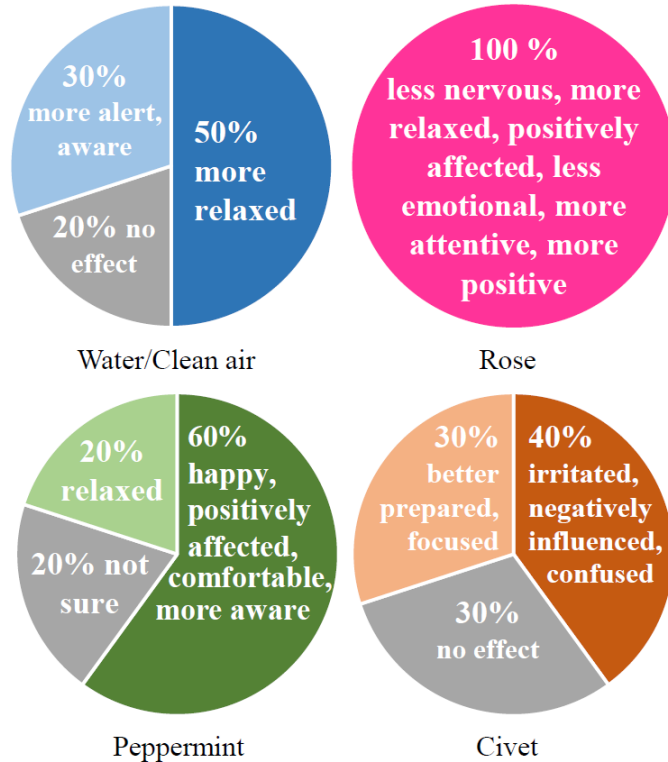 30%
more alert,
aware
50%
more
relaxed
20% no
effect
Water/Clean air
100 %
less nervous, more
relaxed, positively
affected, less
emotional, more
attentive, more
positive
Rose
20%
relaxed
60%
happy,
positively
affected,
comfortable,
more aware
20% not
sure
Peppermint
30%
better
prepared,
focused
40%
irritated,
negatively
influenced,
confused
30%
no effect
Civet